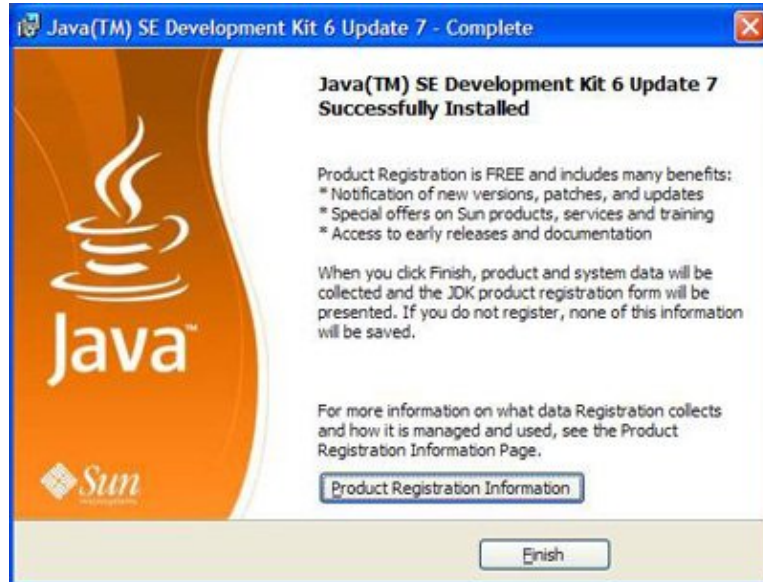 Java(TM) SE Development Kit 6 Update 7 - Complete
Java(TM) SE Development Kit 6 Update 7
Successfully Installed
Product Registration is FREE and includes many benefits:
* Notification of new versions, patches, and updates
* Special offers on Sun products, services and training
* Access to early releases and documentation
When you click Finish, product and system data will be
collected and the JDK product registration form will be
presented. If you do not register, none of this information
will be saved.
Java™
For more information on what data Registration collects
and how it is managed and used, see the Product
Registration Information Page.
Sun
microsystems
Product Registration Information
Finish